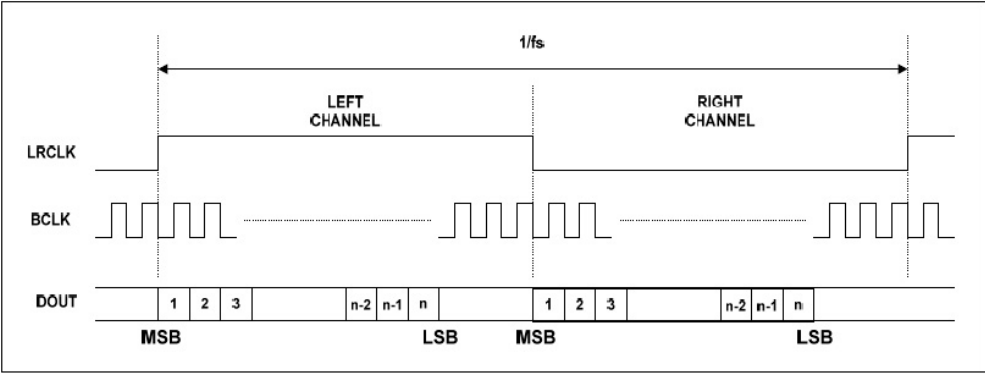 1/fs
LEFT
CHANNEL
RIGHT
CHANNEL
LRCLK
BCLK
DOUT
1 2 3 n-2 n-1 n 1 2 3 n-2 n-1 n
MSB LSB MSB LSB